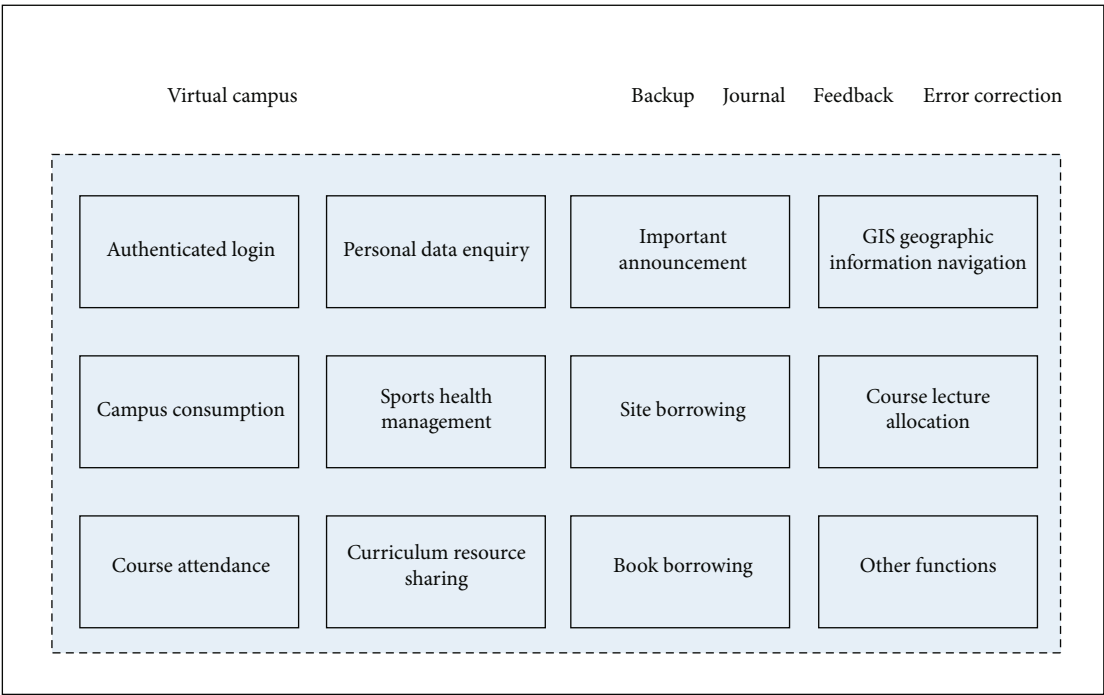 Virtual campus
Backup Journal Feedback Error correction
Authenticated login
Personal data enquiry
Important
announcement
GIS geographic
information navigation
Campus consumption
Sports health
management
Site borrowing
Course lecture
allocation
Course attendance
Curriculum resource
sharing
Book borrowing
Other functions